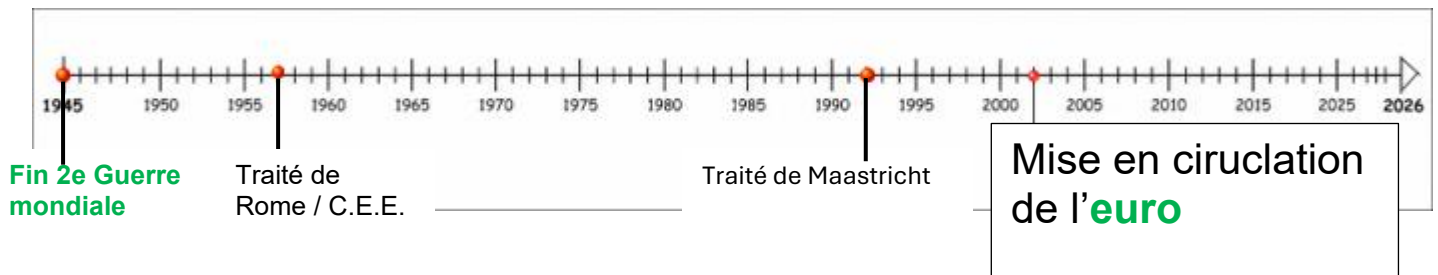 1945 1950 1955 1960 1965 1970 1975 1980 1985 1990 1995 2000 2005 2010 2015 2025 2026
Fin 2e Guerre
mondiale
Traité de
Rome / C.E.E.
Traité de Maastricht
Mise en ciruclation
de l’euro